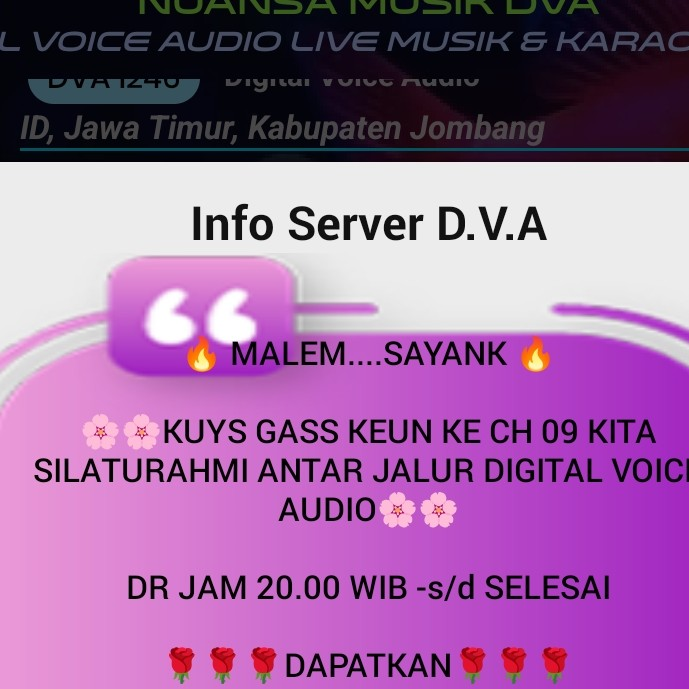 NUANSA MUSIK DVA
L VOICE AUDIO LIVE MUSIK & KARAO
DVA 1246 Digital Voice Audio
ID, Jawa Timur, Kabupaten Jombang
Info Server D.V.A
🔥 MALEM....SAYANK 🔥
🌸🌸KUYS GASS KEUN KE CH 09 KITA
SILATURAHMI ANTAR JALUR DIGITAL VOICE
AUDIO🌸🌸
DR JAM 20.00 WIB -s/d SELESAI
🌹🌹🌹DAPATKAN🌹🌹🌹